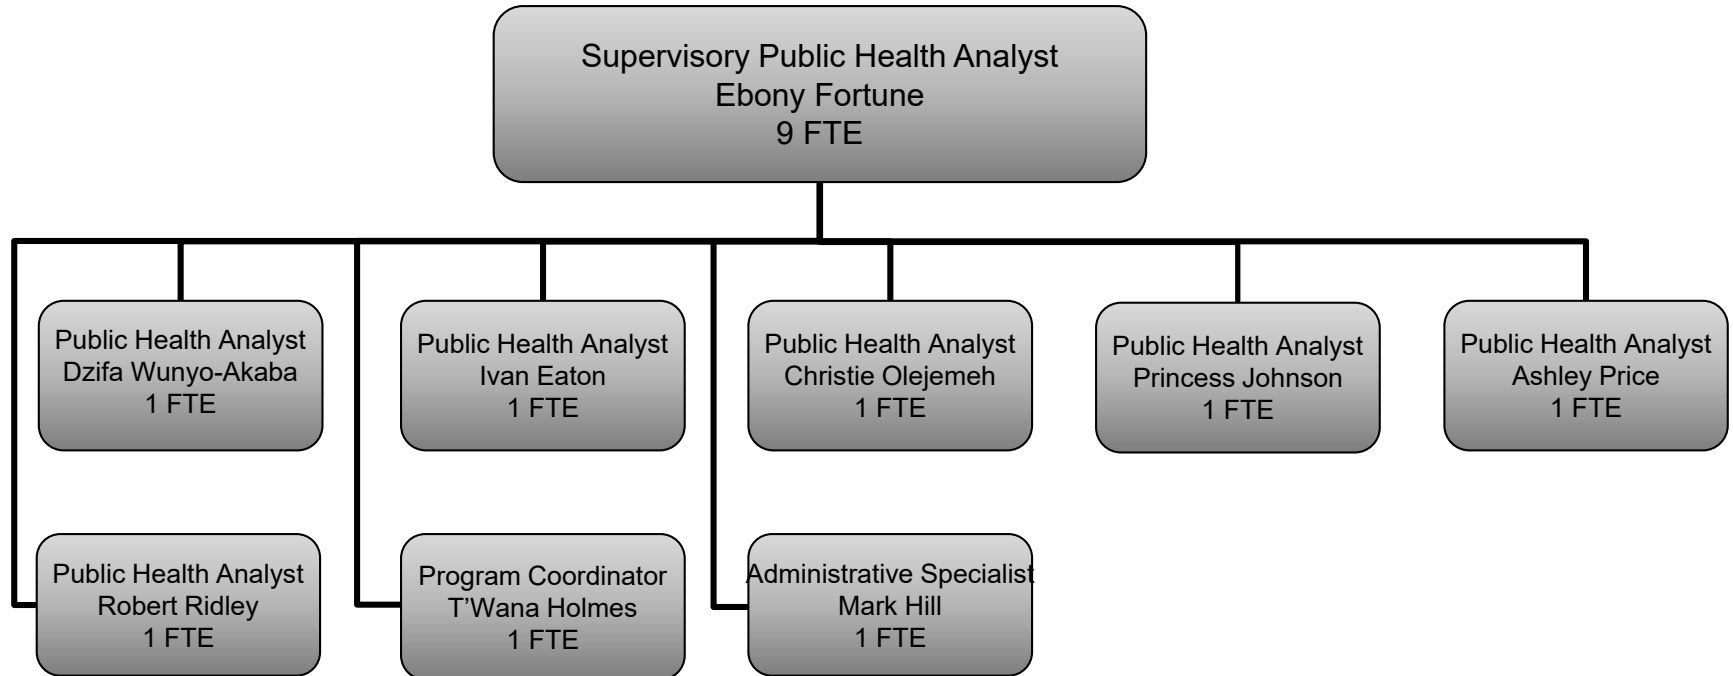 Supervisory Public Health Analyst
Ebony Fortune
9 FTE
Public Health Analyst
Dzifa Wunyo-Akaba
1 FTE
Public Health Analyst
Ivan Eaton
1 FTE
Public Health Analyst
Christie Olejemeh
1 FTE
Public Health Analyst
Princess Johnson
1 FTE
Public Health Analyst
Ashley Price
1 FTE
Public Health Analyst
Robert Ridley
1 FTE
Program Coordinator
T’Wana Holmes
1 FTE
Administrative Specialist
Mark Hill
1 FTE